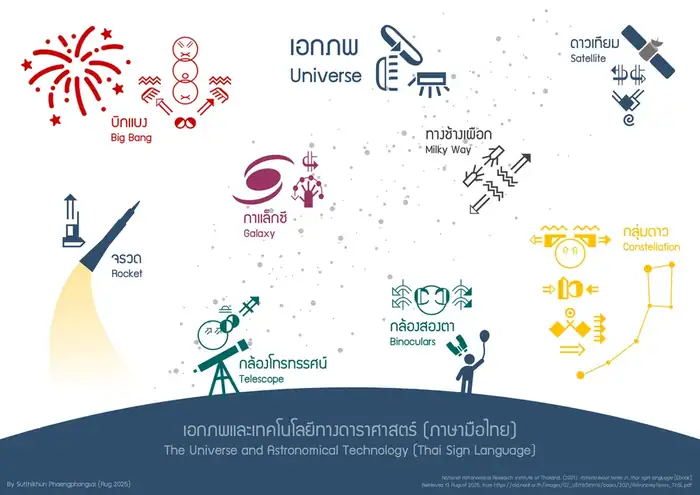 เอกภพ
Universe
ดาวเทียม
Satellite
บิกแบง
Big Bang
ทางช้างเผือก
Milky Way
กาแล็กซี
Galaxy
กลุ่มดาว
Constellation
จรวด
Rocket
กล้องสองตา
Binoculars
กล้องโทรทรรศน์
Telescope
เอกภพและเทคโนโลยีทางดาราศาสตร์ (ภาษามือไทย)
The Universe and Astronomical Technology (Thai Sign Language)
By Sutthikhun Phaengphongsa (Aug 2025)
National Astronomical Research Institute of Thailand. (2021). Astronomical terms in Thai sign language [Ebook].
Retrieved 10 August 2025, from